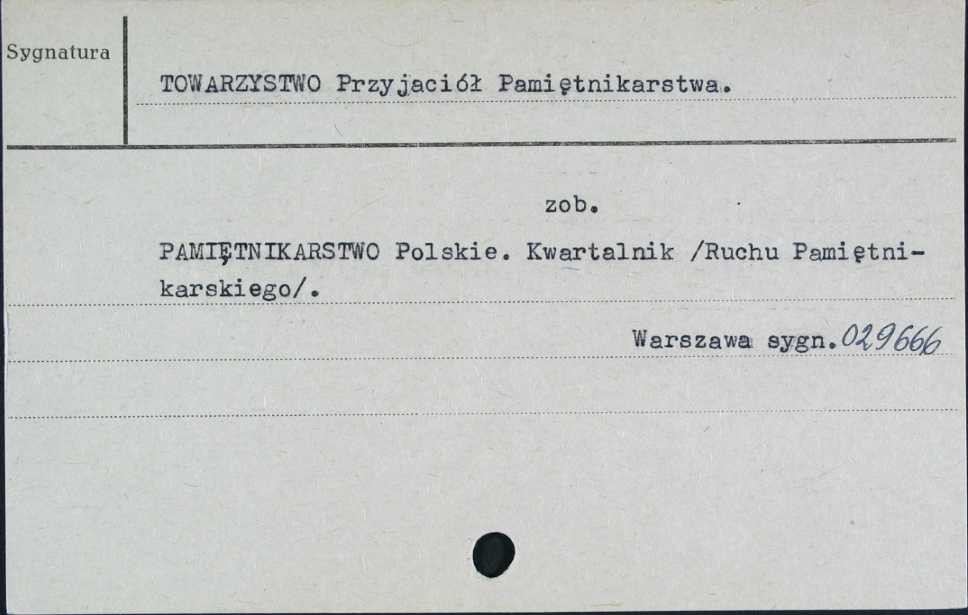 Sygnatura
TOWARZYSTWO Przyjaciół Pamiętnikarstwa.
zob.
PAMIĘTNIKARSTWO Polskie. Kwartalnik /Ruchu Pamiętni-
karskiego/.
Warszawa sygn. 029666